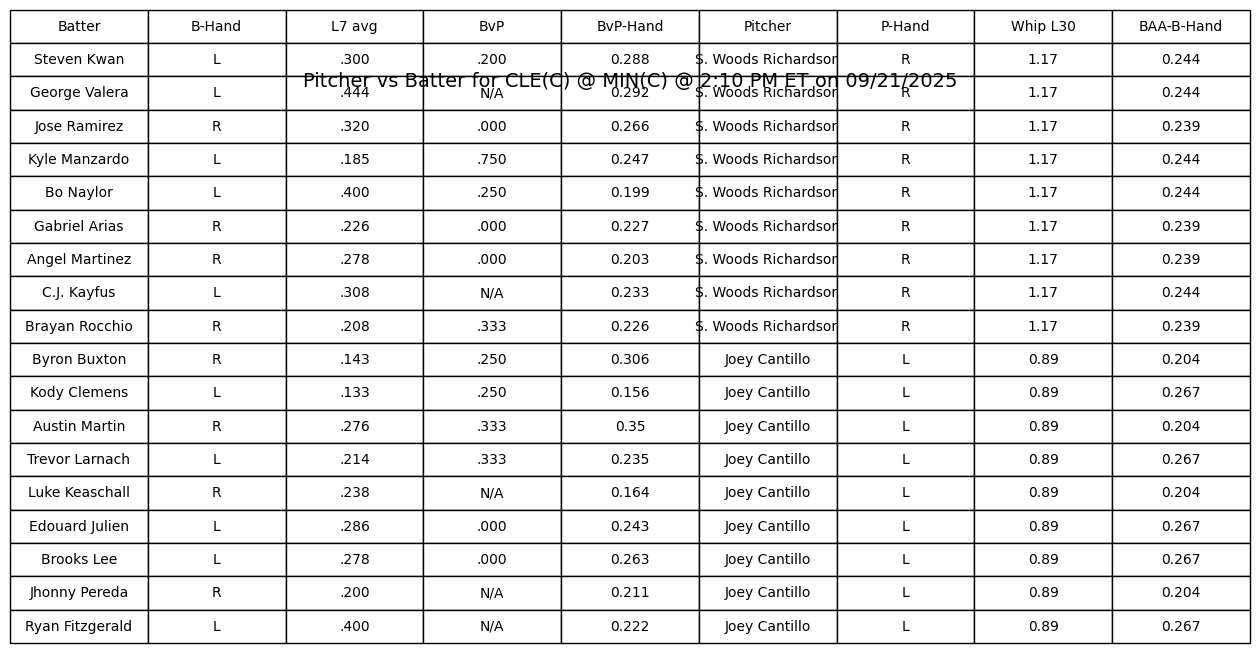 Batter B-Hand L7 avg BvP BvP-Hand Pitcher P-Hand Whip L30 BAA-B-Hand
Steven Kwan L .300 .200 0.288 S. Woods Richardson R 1.17 0.244
Pitcher vs Batter for CLE(C) @ MIN(C) @ 2:10 PM ET on 09/21/2025
George Valera L .444 N/A 0.292 S. Woods Richardson R 1.17 0.244
Jose Ramirez R .320 .000 0.266 S. Woods Richardson R 1.17 0.239
Kyle Manzardo L .185 .750 0.247 S. Woods Richardson R 1.17 0.244
Bo Naylor L .400 .250 0.199 S. Woods Richardson R 1.17 0.244
Gabriel Arias R .226 .000 0.227 S. Woods Richardson R 1.17 0.239
Angel Martinez R .278 .000 0.203 S. Woods Richardson R 1.17 0.239
C.J. Kayfus L .308 N/A 0.233 S. Woods Richardson R 1.17 0.244
Brayan Rocchio R .208 .333 0.226 S. Woods Richardson R 1.17 0.239
Byron Buxton R .143 .250 0.306 Joey Cantillo L 0.89 0.204
Kody Clemens L .133 .250 0.156 Joey Cantillo L 0.89 0.267
Austin Martin R .276 .333 0.35 Joey Cantillo L 0.89 0.204
Trevor Larnach L .214 .333 0.235 Joey Cantillo L 0.89 0.267
Luke Keaschall R .238 N/A 0.164 Joey Cantillo L 0.89 0.204
Edouard Julien L .286 .000 0.243 Joey Cantillo L 0.89 0.267
Brooks Lee L .278 .000 0.263 Joey Cantillo L 0.89 0.267
Jhonny Pereda R .200 N/A 0.211 Joey Cantillo L 0.89 0.204
Ryan Fitzgerald L .400 N/A 0.222 Joey Cantillo L 0.89 0.267